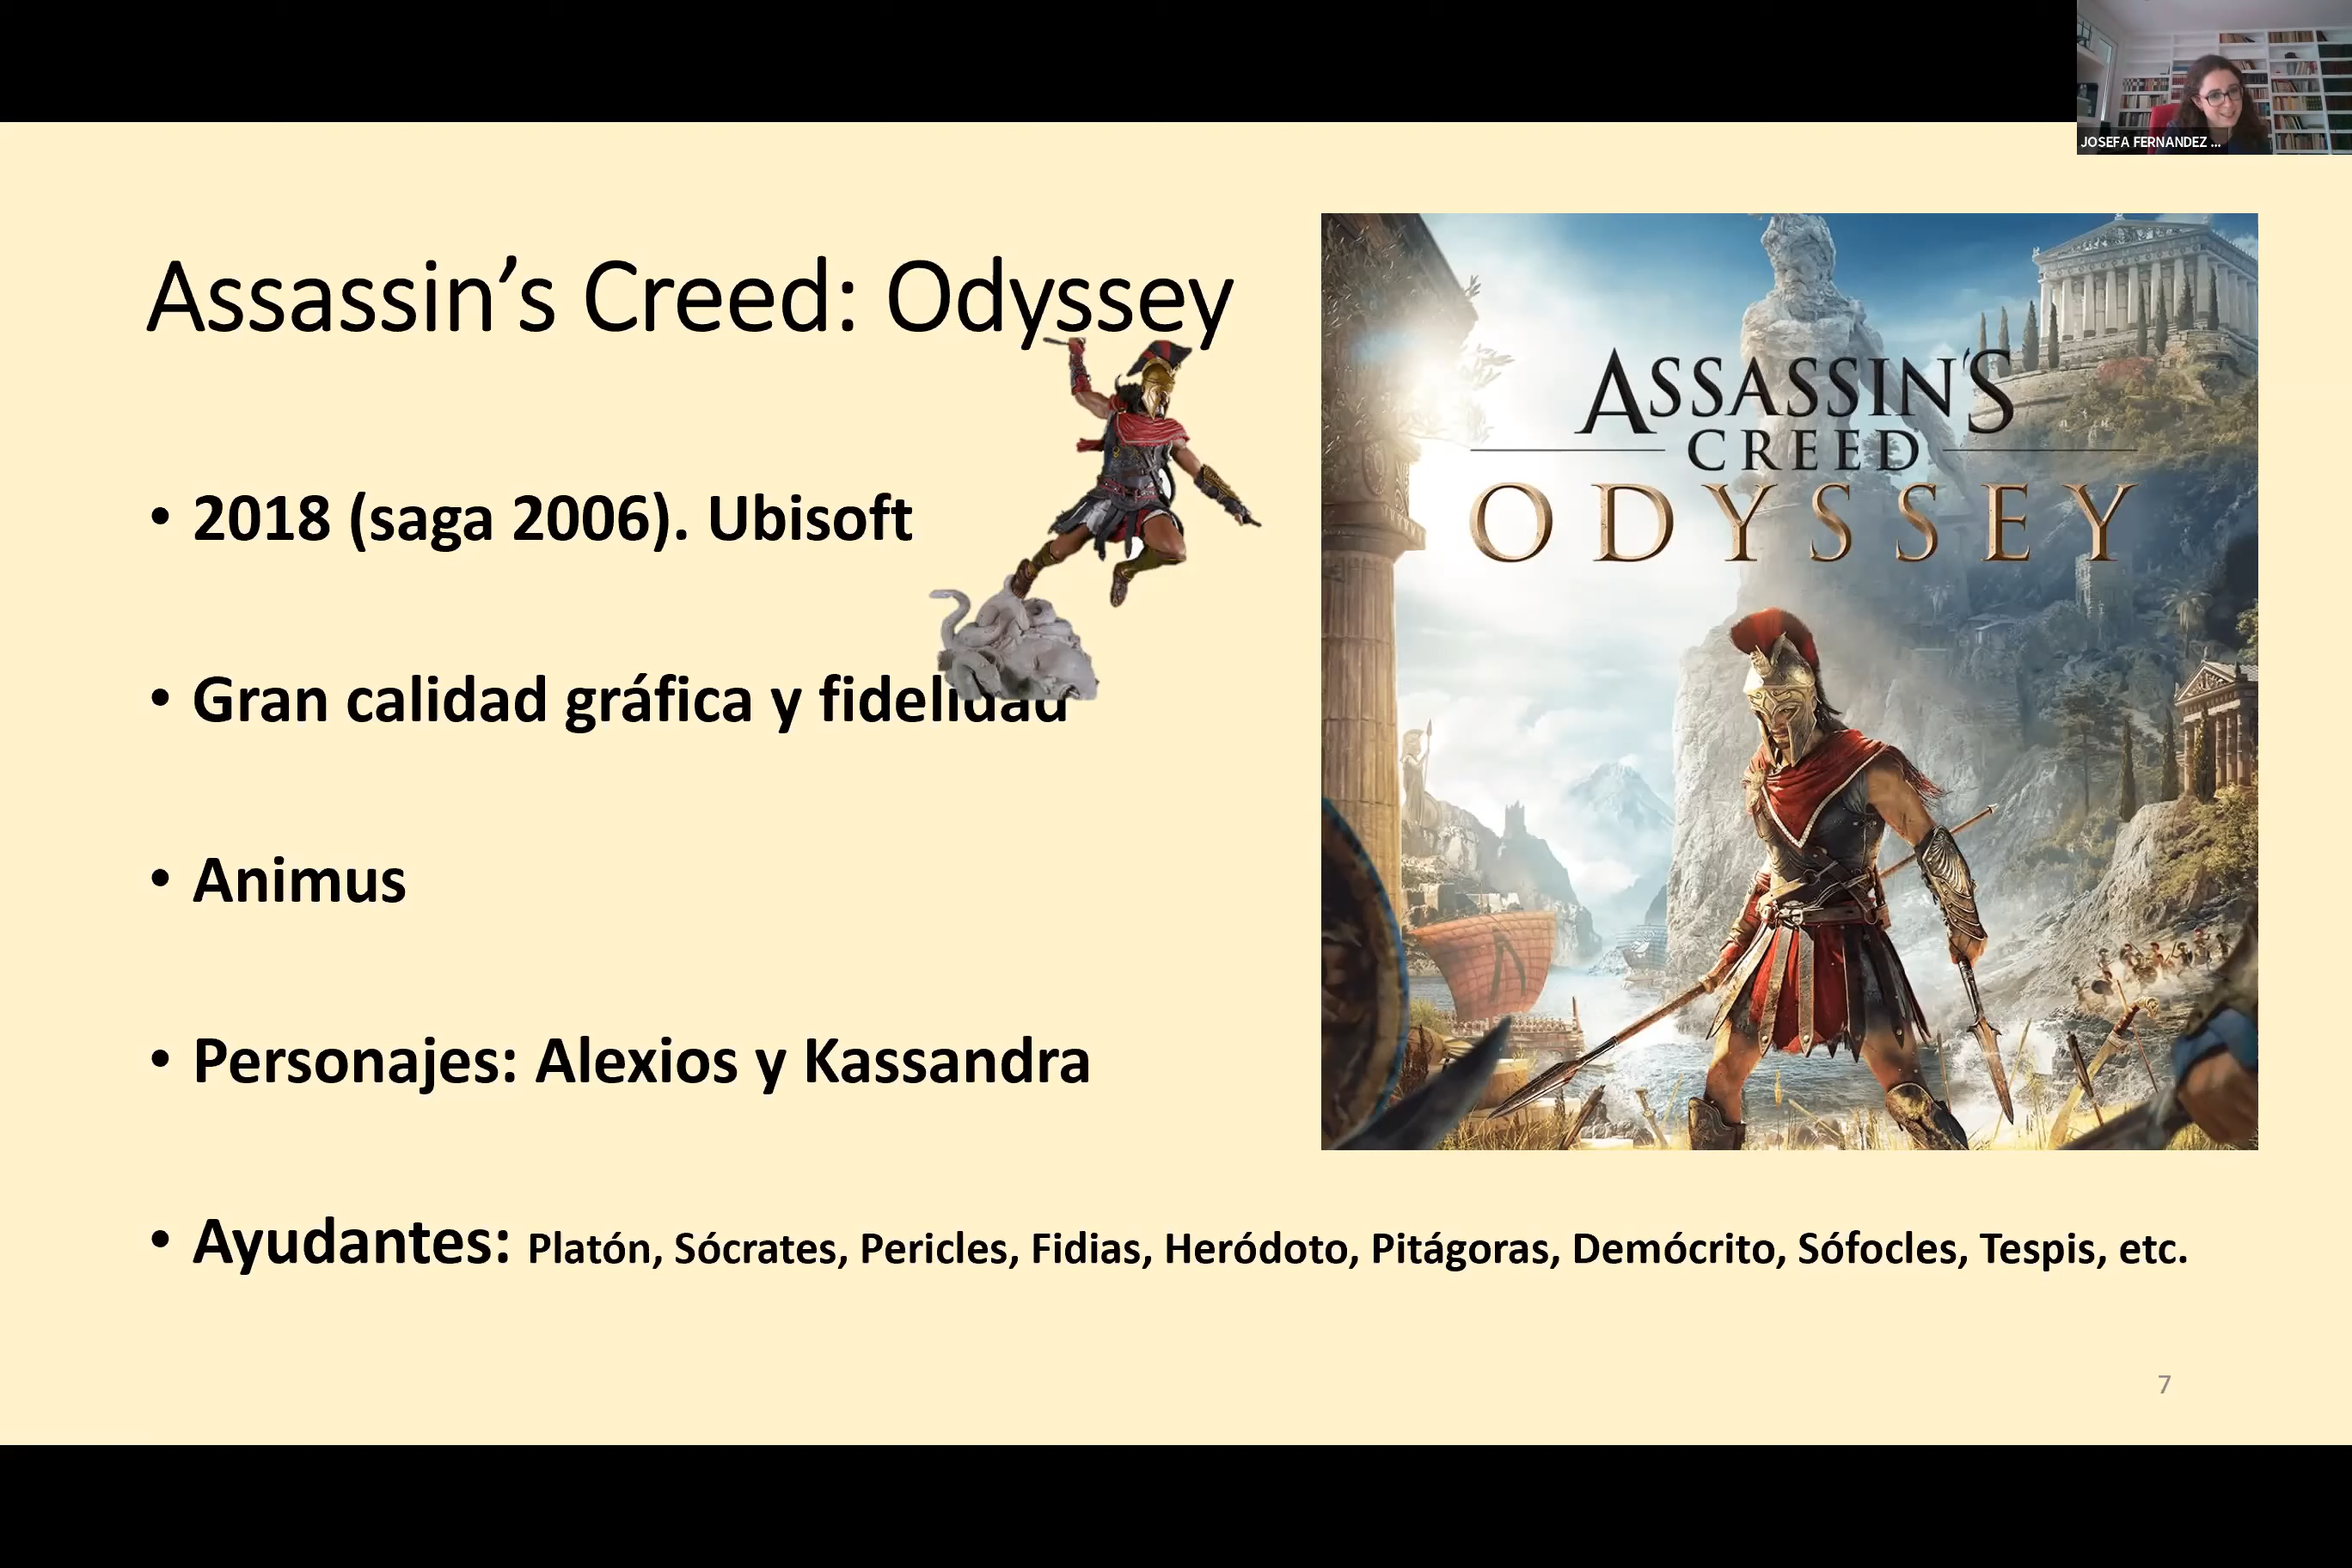 JOSEFA FERNANDEZ ...
Assassin’s Creed: Odyssey
• 2018 (saga 2006). Ubisoft
• Gran calidad gráfica y fidelidad
• Animus
• Personajes: Alexios y Kassandra
• Ayudantes: Platón, Sócrates, Pericles, Fidias, Heródoto, Pitágoras, Demócrito, Sófocles, Tespis, etc.
ASSASSIN'S
CREED
ODYSSEY
7